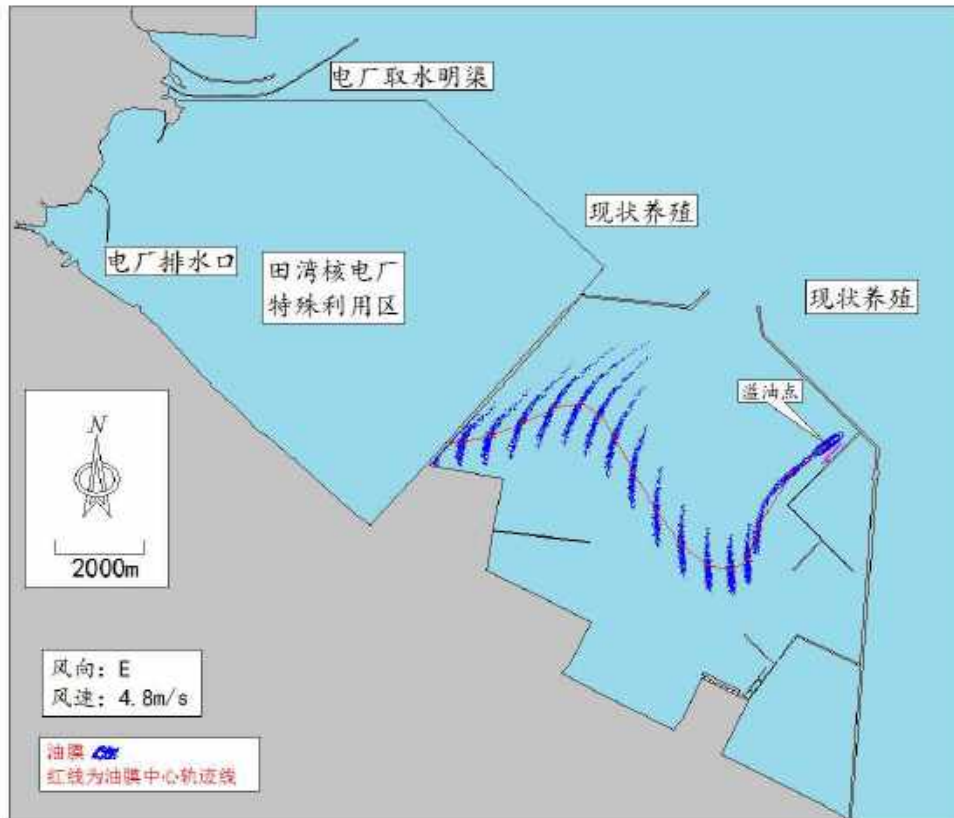 电厂取水明渠
现状养殖
电厂排水口
田湾核电厂
特殊利用区
现状养殖
溢油点
N
2000m
风向: E
风速: 4.8m/s
油膜
红线为油膜中心轨迹线